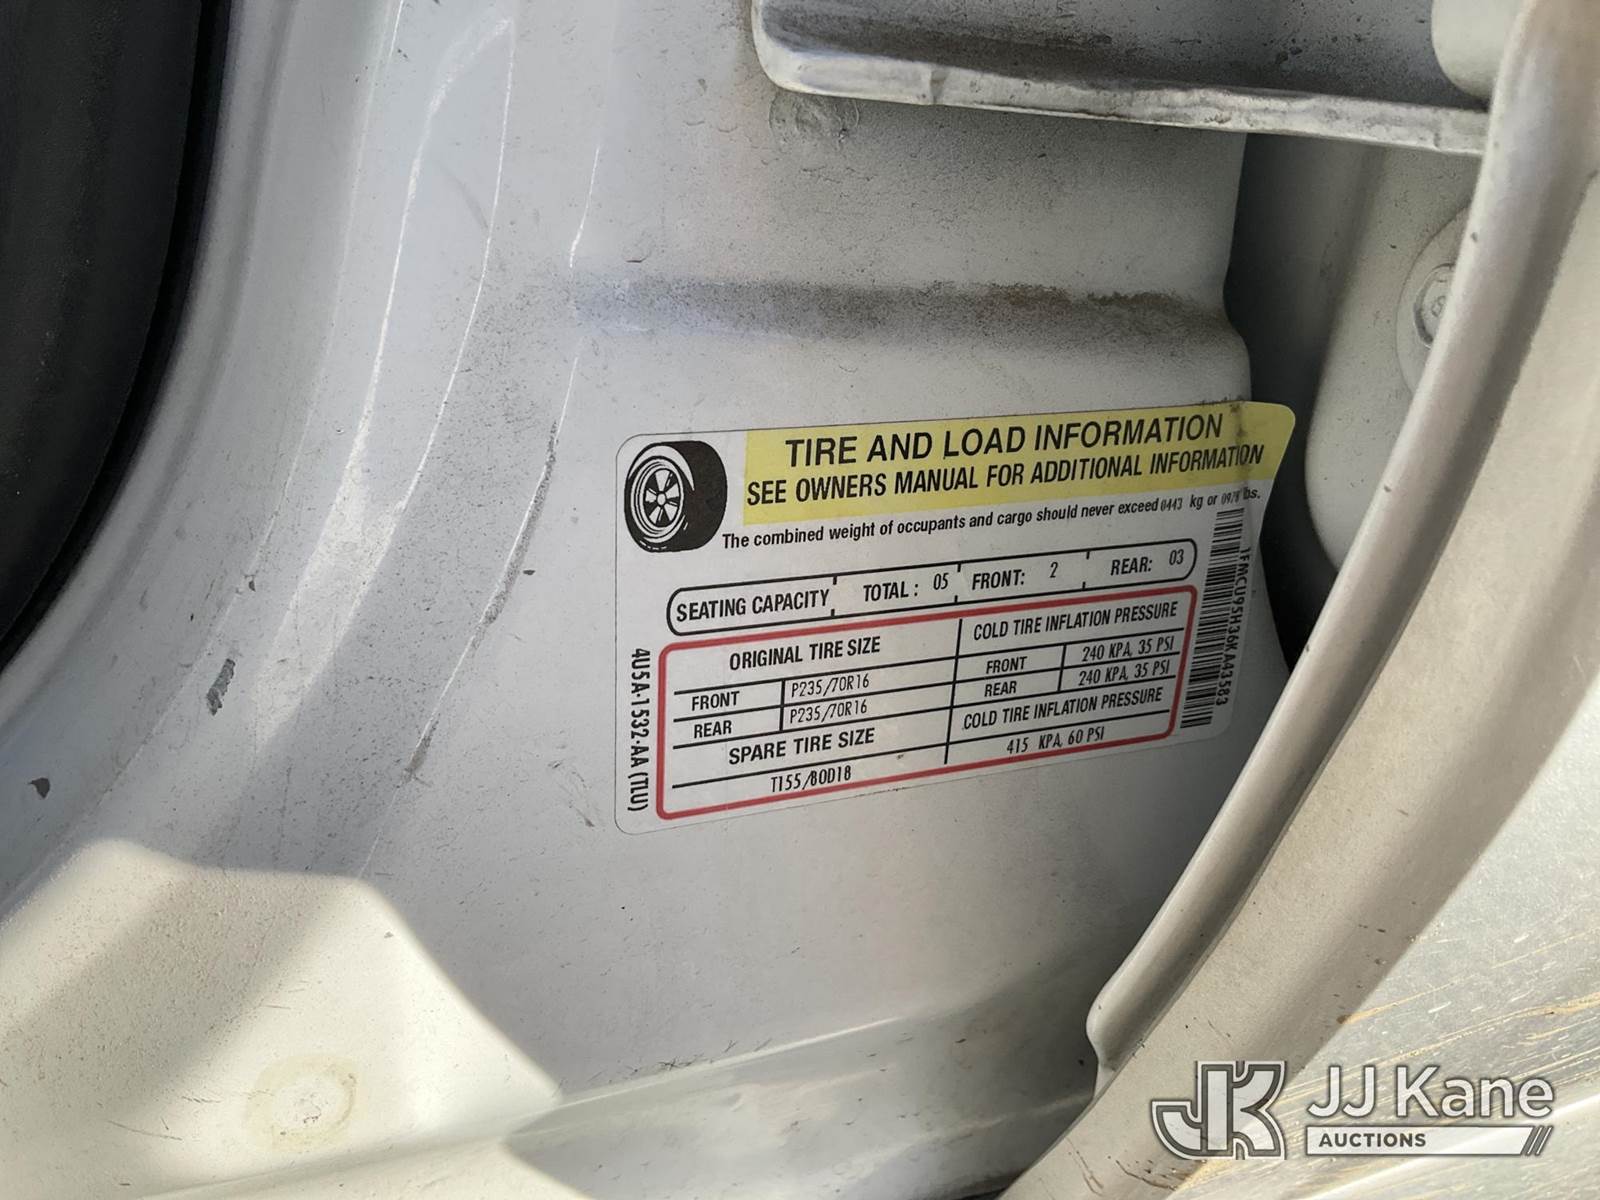 TIRE AND LOAD INFORMATION
SEE OWNERS MANUAL FOR ADDITIONAL INFORMATION
The combined weight of occupants and cargo should never exceed 0443 kg or 0978 lbs.
SEATING CAPACITY TOTAL : 05 FRONT: 2 REAR: 03
ORIGINAL TIRE SIZE COLD TIRE INFLATION PRESSURE
FRONT P235/70R16 FRONT 240 KPA, 35 PSI
REAR P235/70R16 REAR 240 KPA, 35 PSI
SPARE TIRE SIZE COLD TIRE INFLATION PRESSURE
T155/80D18 415 KPA, 60 PSI
4U5A-1532-AA (TLU)
1FMCU95H36KA43583
JK JJ Kane
AUCTIONS